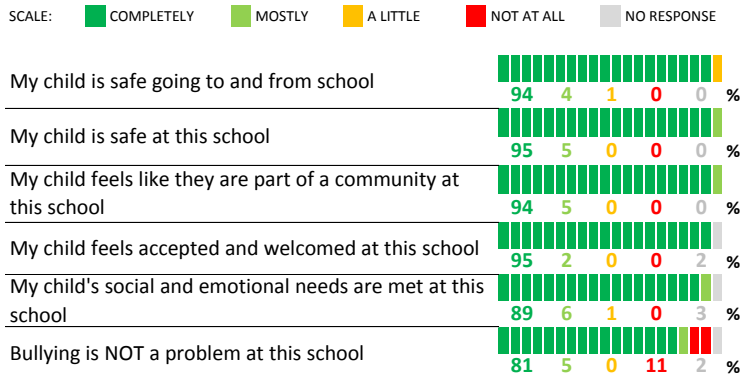 SCALE: COMPLETELY MOSTLY A LITTLE NOT AT ALL NO RESPONSE
My child is safe going to and from school
94 4 1 0 0 %
My child is safe at this school
95 5 0 0 0 %
My child feels like they are part of a community at
this school
94 5 0 0 0 %
My child feels accepted and welcomed at this school
95 2 0 0 2 %
My child's social and emotional needs are met at this
school
89 6 1 0 3 %
Bullying is NOT a problem at this school
81 5 0 11 2 %